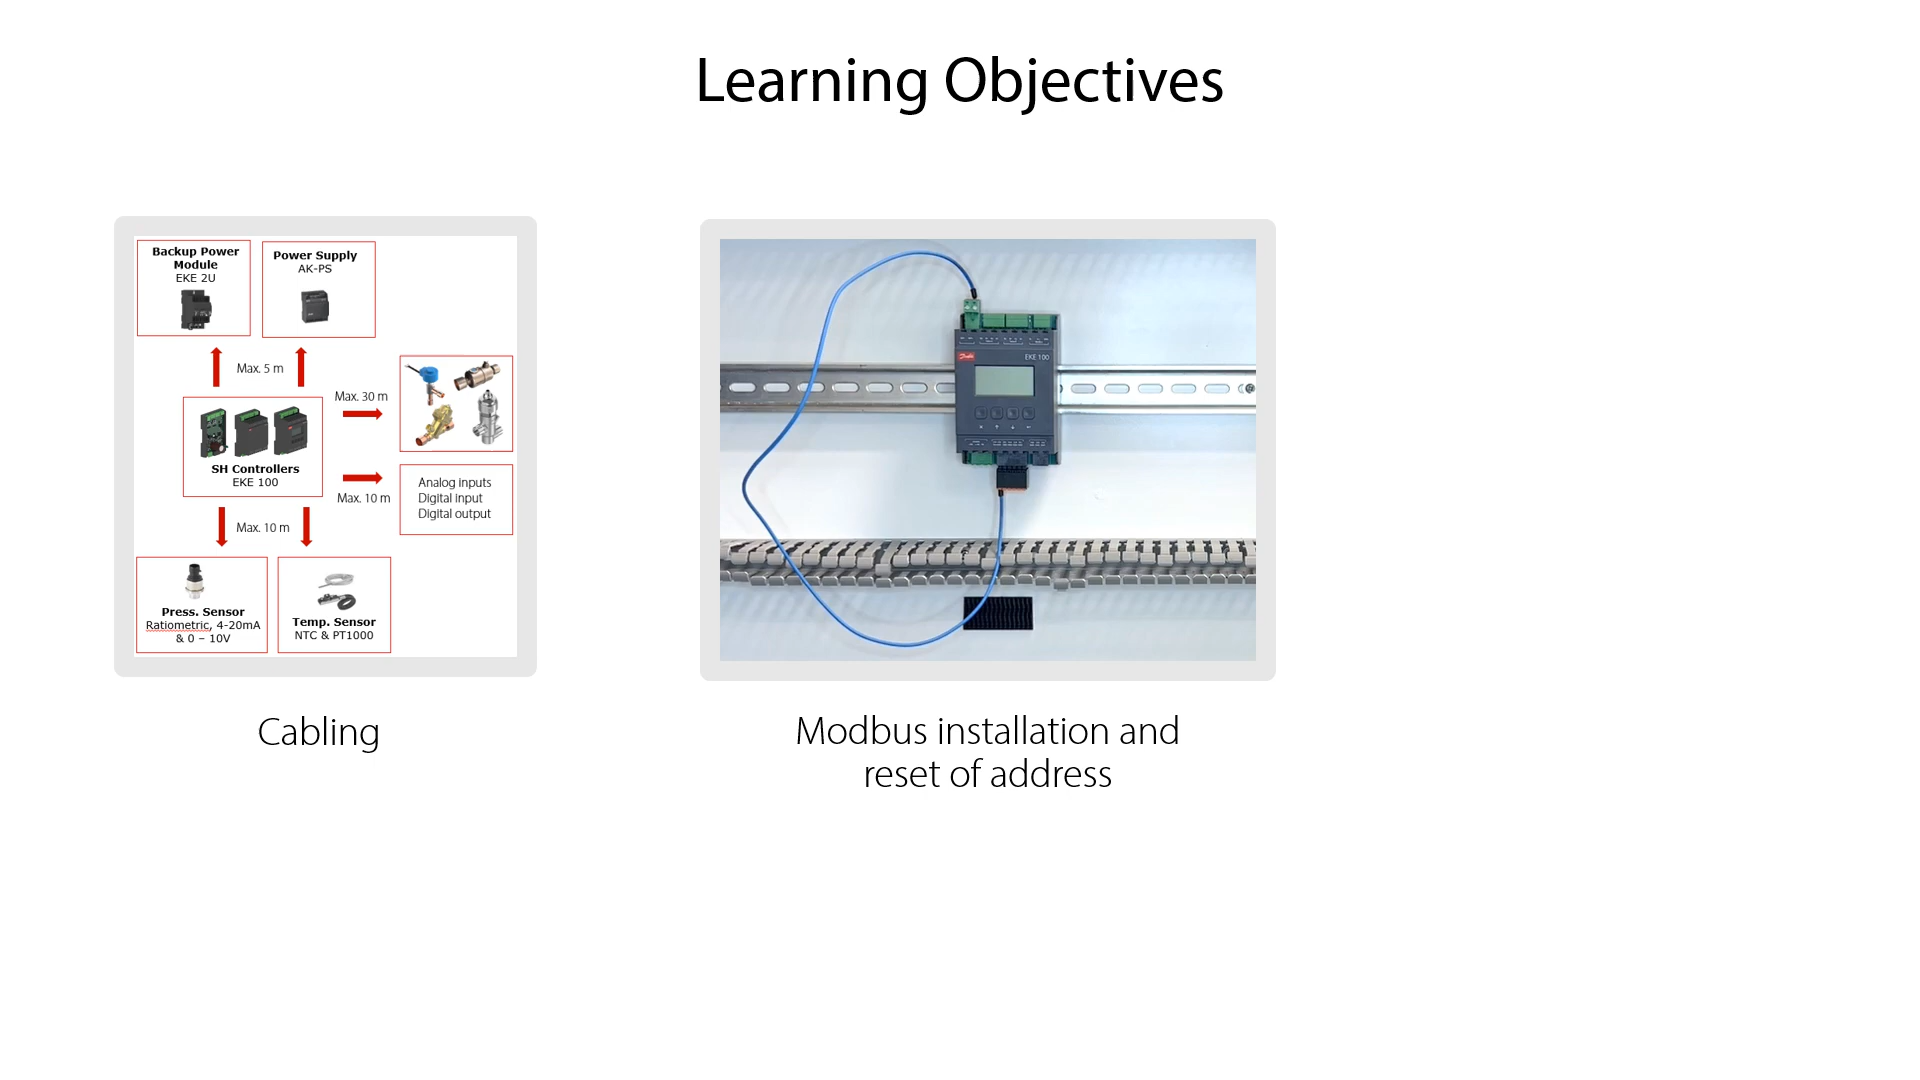 Learning Objectives
Backup Power
Module
EKE 2U
Power Supply
AK-PS
Max. 5 m
Max. 30 m
SH Controllers
EKE 100
Max. 10 m
Analog inputs
Digital input
Digital output
Max. 10 m
Press. Sensor
Ratiometric, 4-20mA
& 0 – 10V
Temp. Sensor
NTC & PT1000
Cabling
Danfoss
EKE 100
Modbus installation and
reset of address